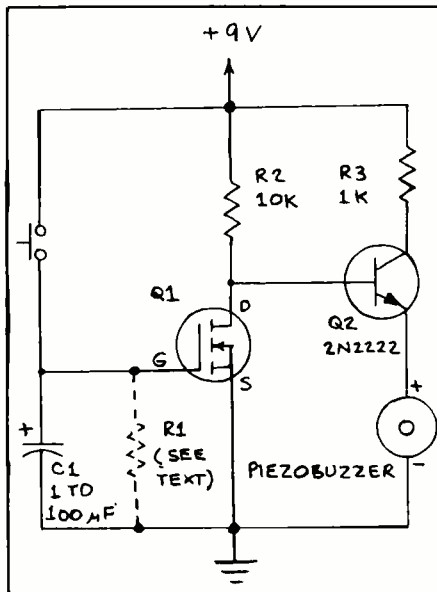 +9V
R2
10K
R3
1K
Q1
D
G
S
Q2
2N2222
+
R1
(SEE
TEXT)
C1
1 TO
100 µF
+
PIEZOBUZZER
-